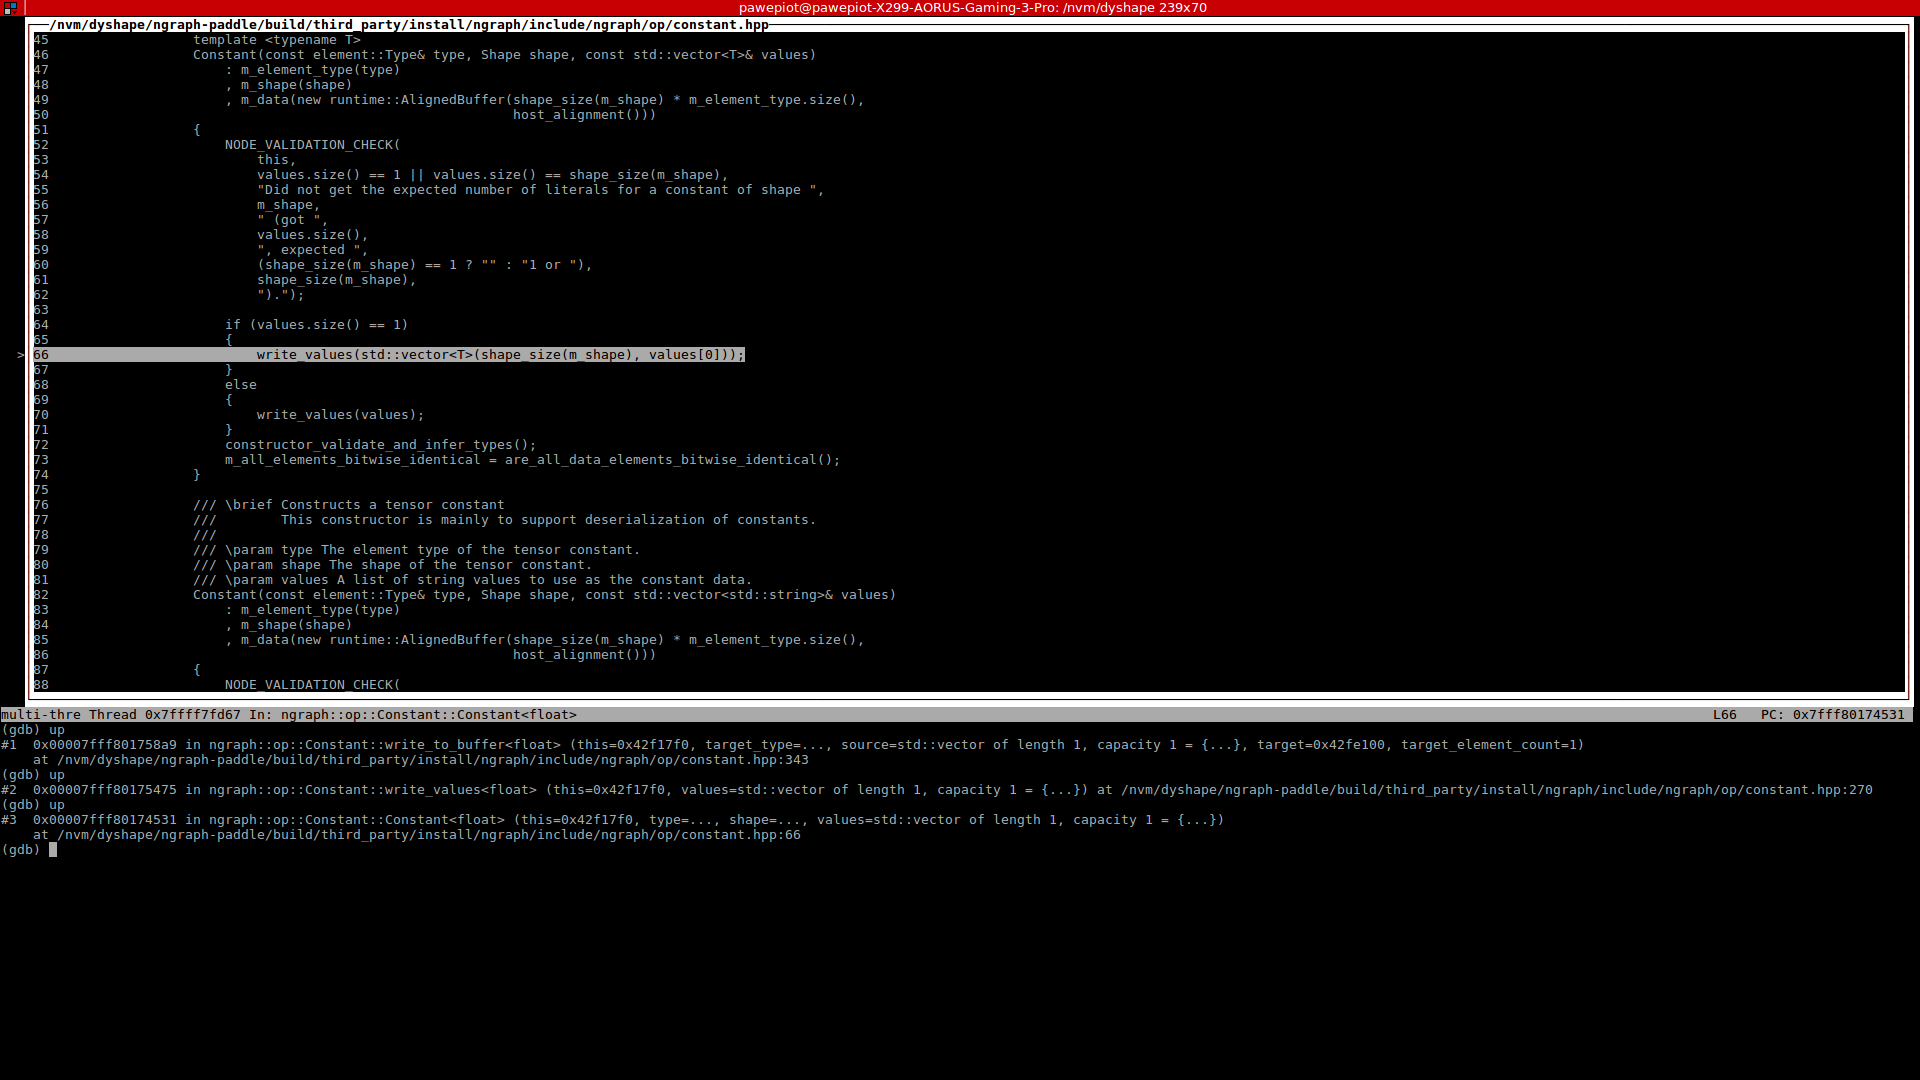 pawepiot@pawepiot-X299-AORUS-Gaming-3-Pro: /nvm/dyshape 239x70
/nvm/dyshape/ngraph-paddle/build/third_party/install/ngraph/include/ngraph/op/constant.hpp
45                  template <typename T>
46                  Constant(const element::Type& type, Shape shape, const std::vector<T>& values)
47                      : m_element_type(type)
48                      , m_shape(shape)
49                      , m_data(new runtime::AlignedBuffer(shape_size(m_shape) * m_element_type.size(),
50                                                          host_alignment()))
51                  {
52                      NODE_VALIDATION_CHECK(
53                          this,
54                          values.size() == 1 || values.size() == shape_size(m_shape),
55                          "Did not get the expected number of literals for a constant of shape ",
56                          m_shape,
57                          " (got ",
58                          values.size(),
59                          ", expected ",
60                          (shape_size(m_shape) == 1 ? "" : "1 or "),
61                          shape_size(m_shape),
62                          ").");
63
64                      if (values.size() == 1)
65                      {
> 66                          write_values(std::vector<T>(shape_size(m_shape), values[0]));
67                      }
68                      else
69                      {
70                          write_values(values);
71                      }
72                      constructor_validate_and_infer_types();
73                      m_all_elements_bitwise_identical = are_all_data_elements_bitwise_identical();
74                  }
75
76                  /// \brief Constructs a tensor constant
77                  ///        This constructor is mainly to support deserialization of constants.
78                  ///
79                  /// \param type The element type of the tensor constant.
80                  /// \param shape The shape of the tensor constant.
81                  /// \param values A list of string values to use as the constant data.
82                  Constant(const element::Type& type, Shape shape, const std::vector<std::string>& values)
83                      : m_element_type(type)
84                      , m_shape(shape)
85                      , m_data(new runtime::AlignedBuffer(shape_size(m_shape) * m_element_type.size(),
86                                                          host_alignment()))
87                  {
88                      NODE_VALIDATION_CHECK(
multi-thre Thread 0x7ffff7fd67 In: ngraph::op::Constant::Constant<float> L66 PC: 0x7fff80174531
(gdb) up
#1  0x00007fff801758a9 in ngraph::op::Constant::write_to_buffer<float> (this=0x42f17f0, target_type=..., source=std::vector of length 1, capacity 1 = {...}, target=0x42fe100, target_element_count=1)
    at /nvm/dyshape/ngraph-paddle/build/third_party/install/ngraph/include/ngraph/op/constant.hpp:343
(gdb) up
#2  0x00007fff80175475 in ngraph::op::Constant::write_values<float> (this=0x42f17f0, values=std::vector of length 1, capacity 1 = {...}) at /nvm/dyshape/ngraph-paddle/build/third_party/install/ngraph/include/ngraph/op/constant.hpp:270
(gdb) up
#3  0x00007fff80174531 in ngraph::op::Constant::Constant<float> (this=0x42f17f0, type=..., shape=..., values=std::vector of length 1, capacity 1 = {...})
    at /nvm/dyshape/ngraph-paddle/build/third_party/install/ngraph/include/ngraph/op/constant.hpp:66
(gdb)